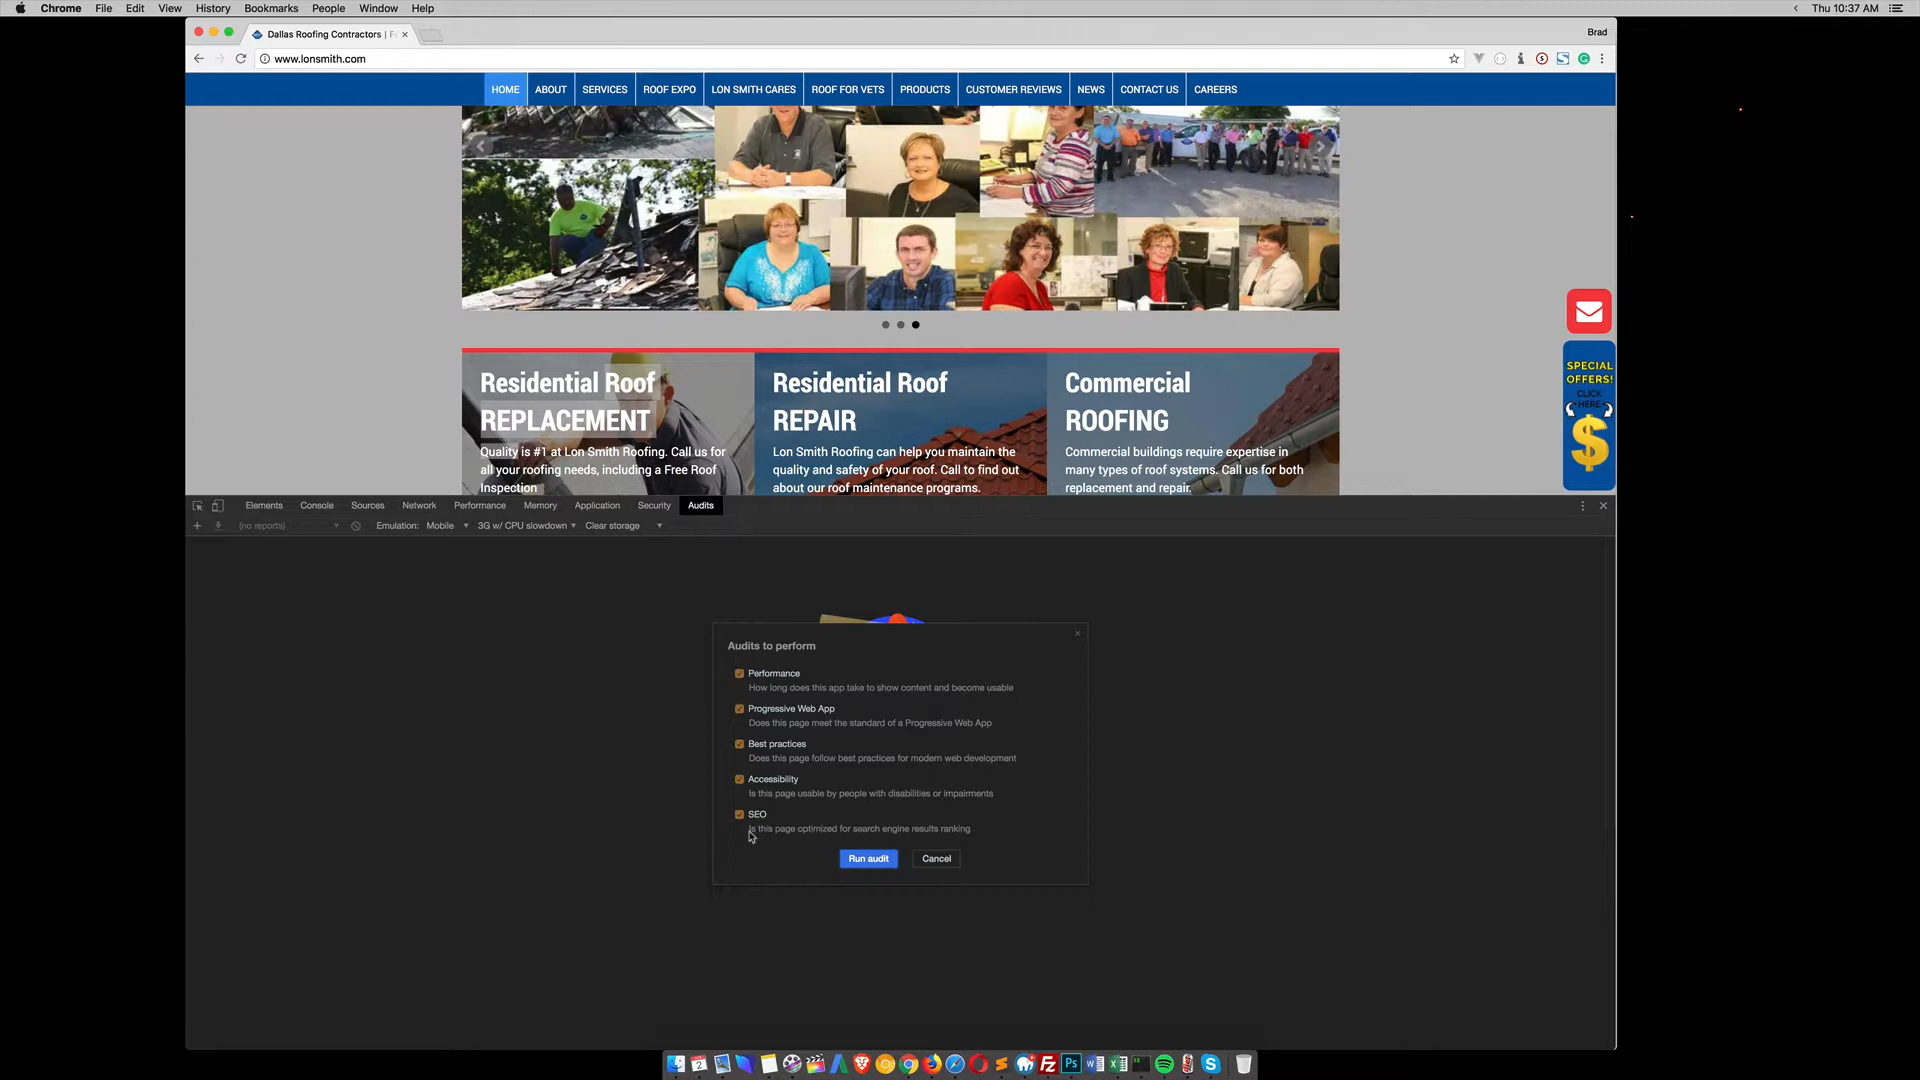 Chrome File Edit View History Bookmarks People Window Help
Thu 10:37 AM
Dallas Roofing Contractors |
Brad
www.lonsmith.com
HOME ABOUT SERVICES ROOF EXPO LON SMITH CARES ROOF FOR VETS PRODUCTS CUSTOMER REVIEWS NEWS CONTACT US CAREERS
SPECIAL
OFFERS!
CLICK
HERE
$
Residential Roof
REPLACEMENT
Quality is #1 at Lon Smith Roofing. Call us for
all your roofing needs, including a Free Roof
Inspection
Residential Roof
REPAIR
Lon Smith Roofing can help you maintain the
quality and safety of your roof. Call to find out
about our roof maintenance programs.
Commercial
ROOFING
Commercial buildings require expertise in
many types of roof systems. Call us for both
replacement and repair.
Elements Console Sources Network Performance Memory Application Security Audits
(no reports) Emulation: Mobile 3G w/ CPU slowdown Clear storage
Audits to perform
Performance
How long does this app take to show content and become usable
Progressive Web App
Does this page meet the standard of a Progressive Web App
Best practices
Does this page follow best practices for modern web development
Accessibility
Is this page usable by people with disabilities or impairments
SEO
Is this page optimized for search engine results ranking
Run audit Cancel
2
Fz Ps W X S